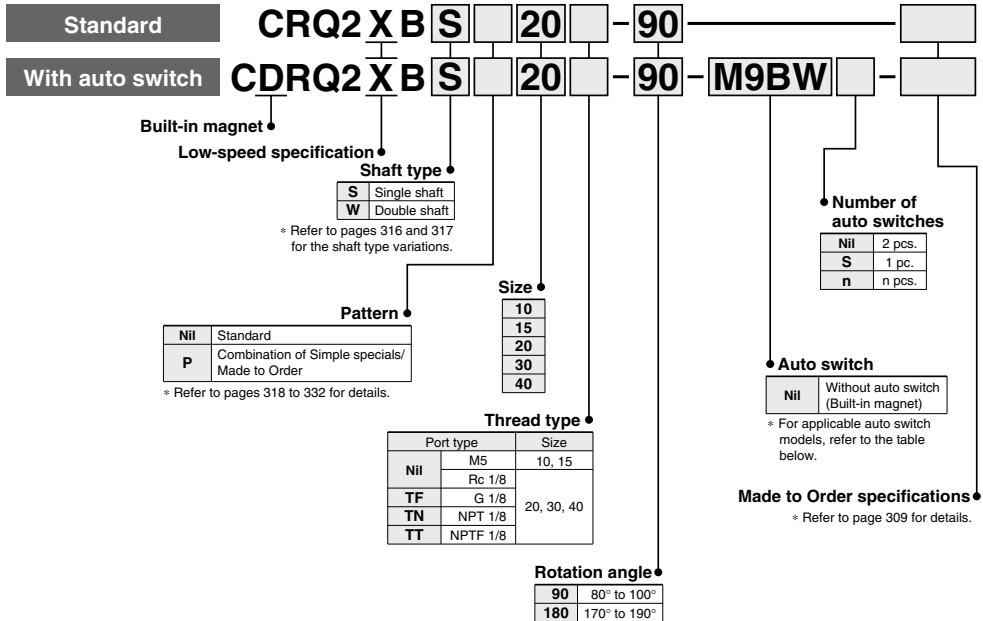 Standard
CRQ2XBS 20 -90
With auto switch
CDRQ2XBS 20 -90-M9BW -
Built-in magnet
Low-speed specification
Shaft type
S Single shaft
W Double shaft
* Refer to pages 316 and 317
for the shaft type variations.
Pattern
Nil Standard
P Combination of Simple specials/
Made to Order
* Refer to pages 318 to 332 for details.
Size
10
15
20
30
40
Thread type
Port type Size
Nil M5 10, 15
Rc 1/8 20, 30, 40
TF G 1/8
TN NPT 1/8
TT NPTF 1/8
Rotation angle
90 80° to 100°
180 170° to 190°
Number of
auto switches
Nil 2 pcs.
S 1 pc.
n n pcs.
Auto switch
Nil Without auto switch
(Built-in magnet)
* For applicable auto switch
models, refer to the table
below.
Made to Order specifications
* Refer to page 309 for details.